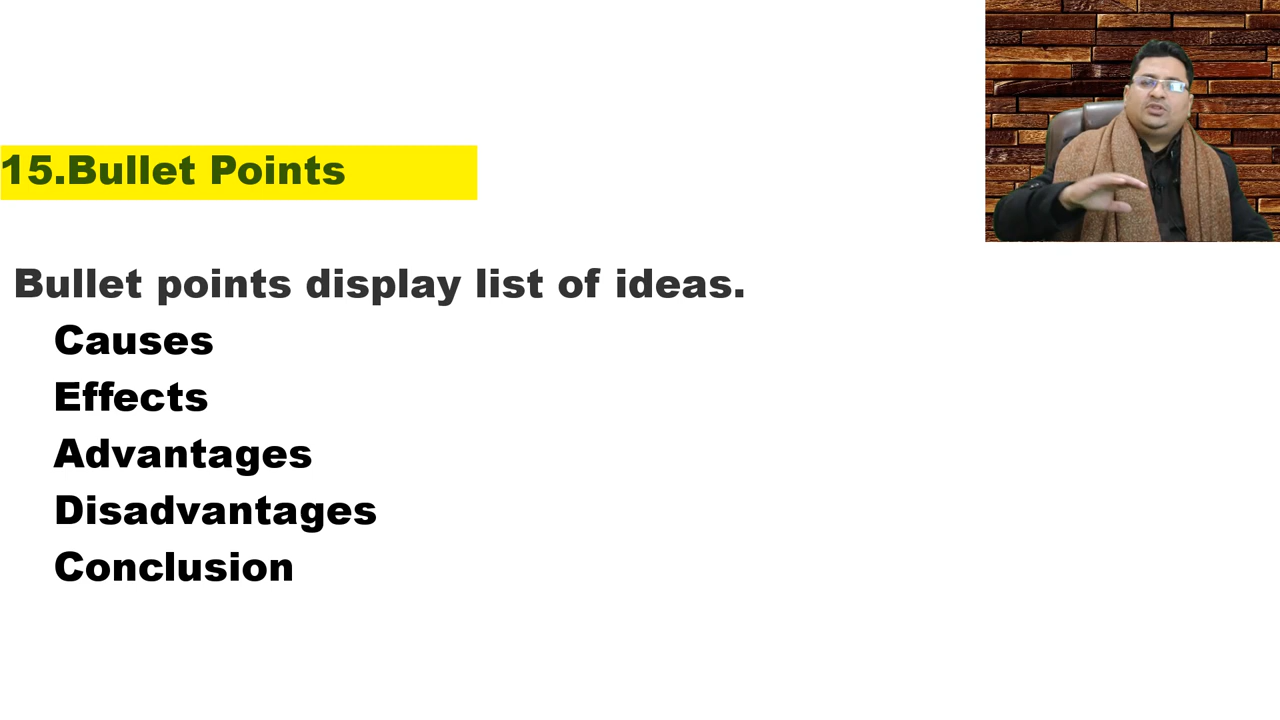 15.Bullet Points
Bullet points display list of ideas.
Causes
Effects
Advantages
Disadvantages
Conclusion